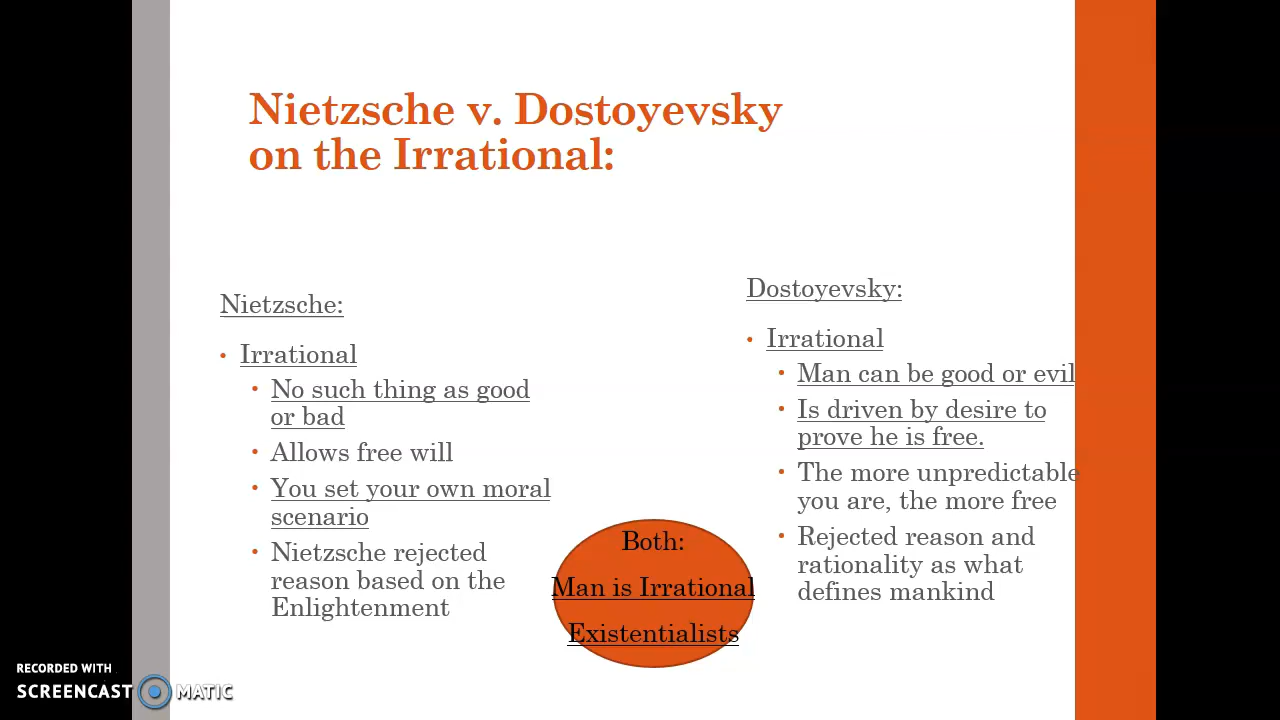 Nietzsche v. Dostoyevsky
on the Irrational:
Nietzsche:
• Irrational
• No such thing as good
or bad
• Allows free will
• You set your own moral
scenario
• Nietzsche rejected
reason based on the
Enlightenment
Both:
Man is Irrational
Existentialists
Dostoyevsky:
• Irrational
• Man can be good or evil
• Is driven by desire to
prove he is free.
• The more unpredictable
you are, the more free
• Rejected reason and
rationality as what
defines mankind
RECORDED WITH
SCREENCAST MATIC